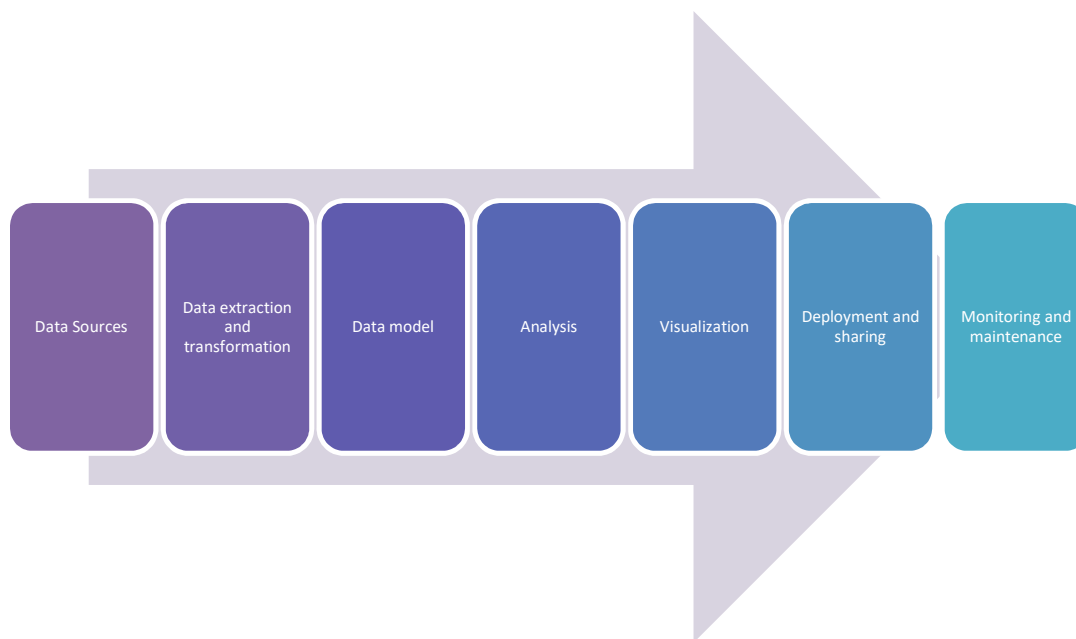 Data Sources
Data extraction
and
transformation
Data model
Analysis
Visualization
Deployment and
sharing
Monitoring and
maintenance